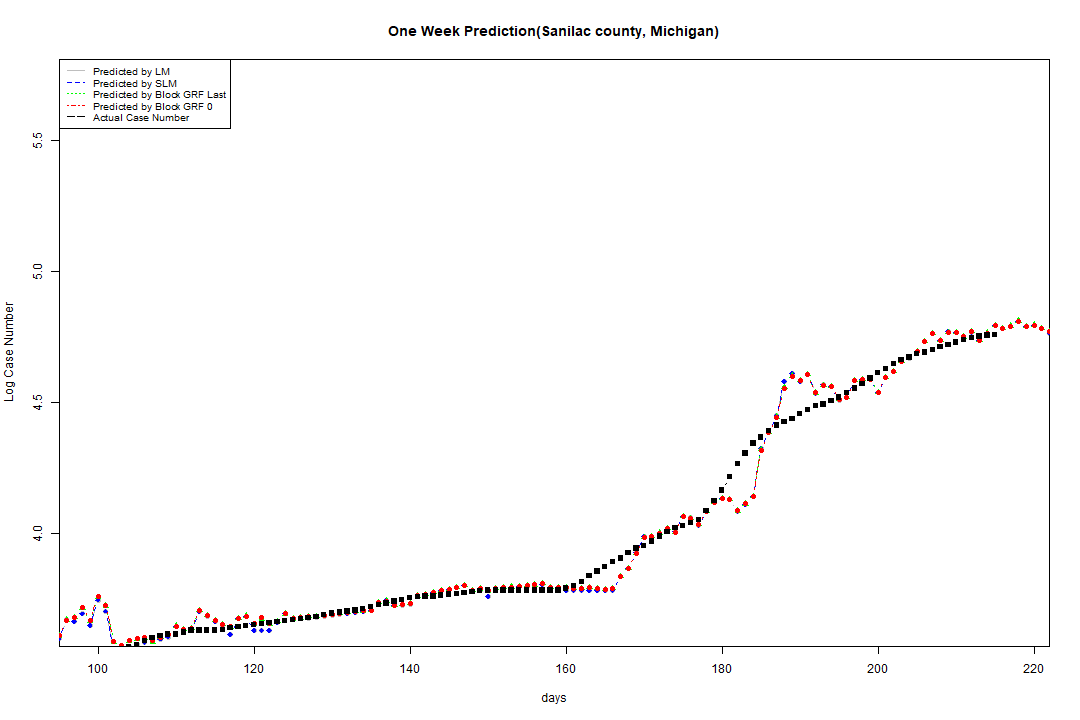 One Week Prediction(Sanilac county, Michigan)
Predicted by LM
Predicted by SLM
Predicted by Block GRF Last
Predicted by Block GRF 0
Actual Case Number
5.5
5.0
4.5
4.0
Log Case Number
100 120 140 160 180 200 220
days